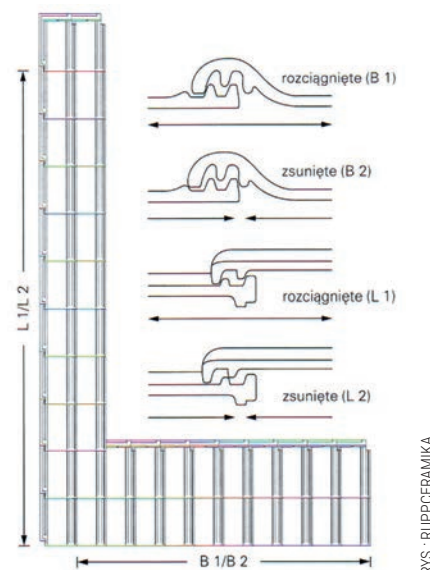 rozciągnięte (B 1)
zsunięte (B 2)
rozciągnięte (L 1)
zsunięte (L 2)
L 1/L 2
B 1/B 2
RYS.: RUPPCERAMIKA